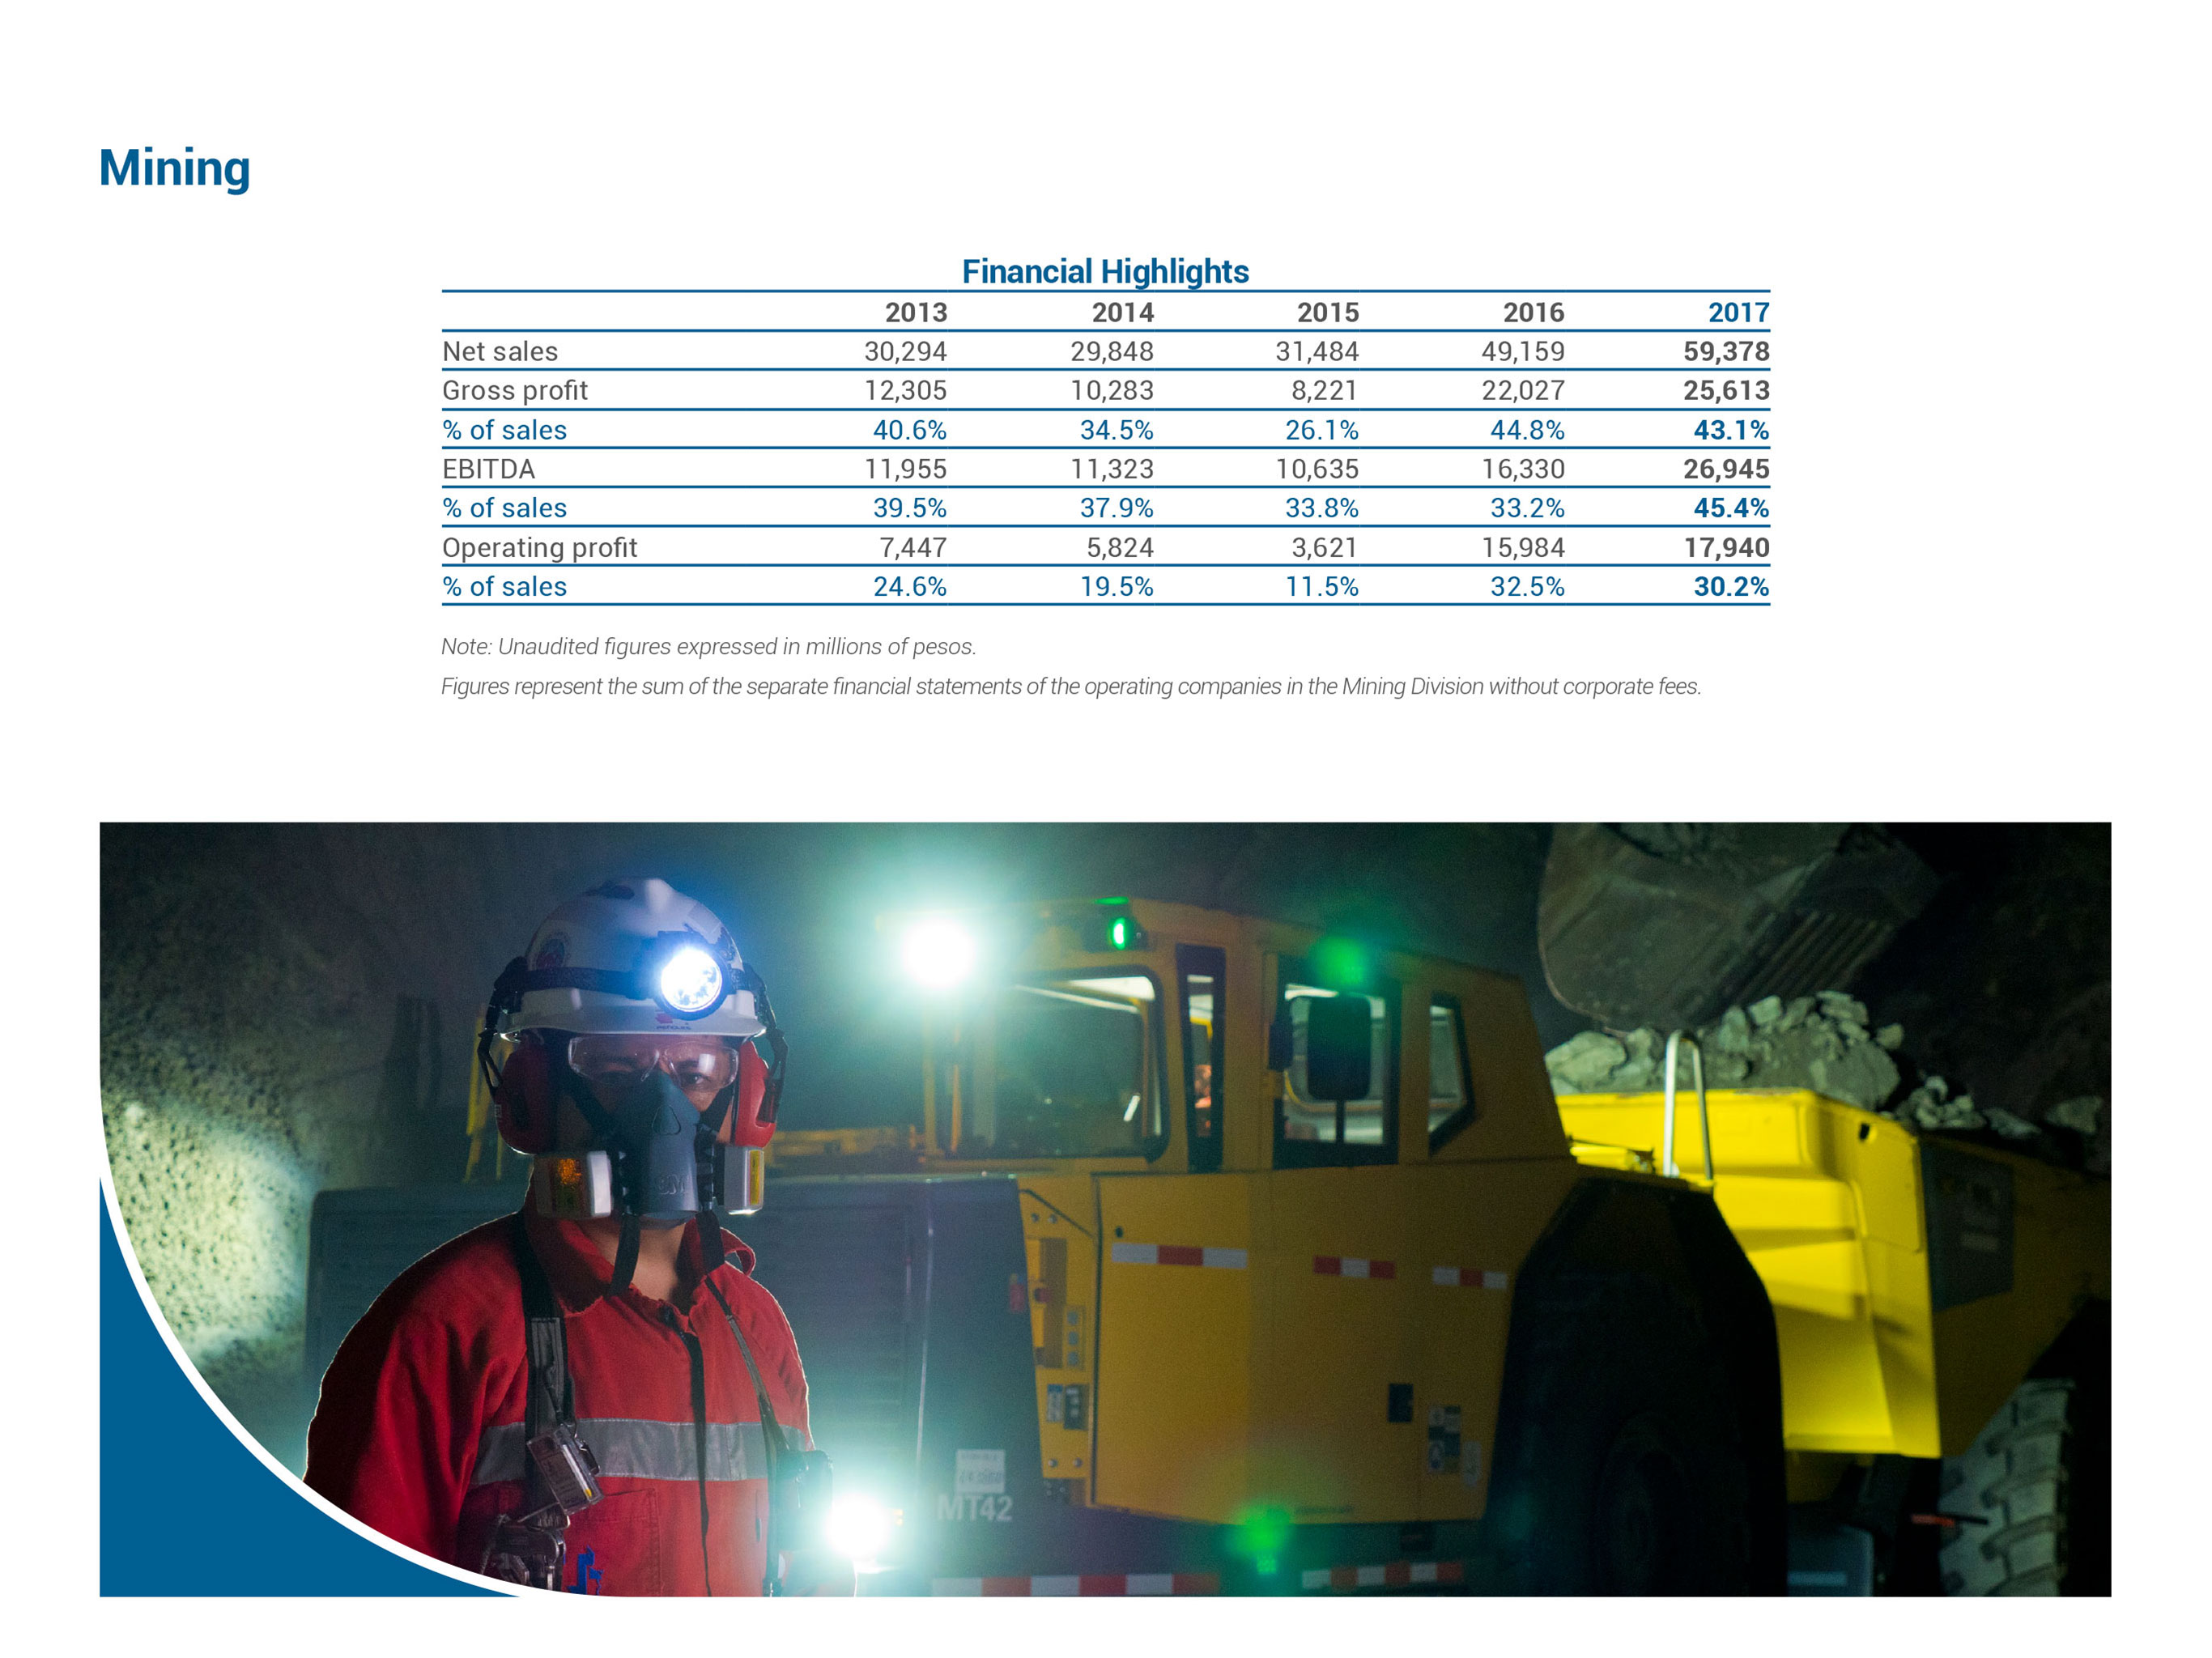 Mining
Financial Highlights
2013 2014 2015 2016 2017
Net sales 30,294 29,848 31,484 49,159 59,378
Gross profit 12,305 10,283 8,221 22,027 25,613
% of sales 40.6% 34.5% 26.1% 44.8% 43.1%
EBITDA 11,955 11,323 10,635 16,330 26,945
% of sales 39.5% 37.9% 33.8% 33.2% 45.4%
Operating profit 7,447 5,824 3,621 15,984 17,940
% of sales 24.6% 19.5% 11.5% 32.5% 30.2%
Note: Unaudited figures expressed in millions of pesos.
Figures represent the sum of the separate financial statements of the operating companies in the Mining Division without corporate fees.
MT42